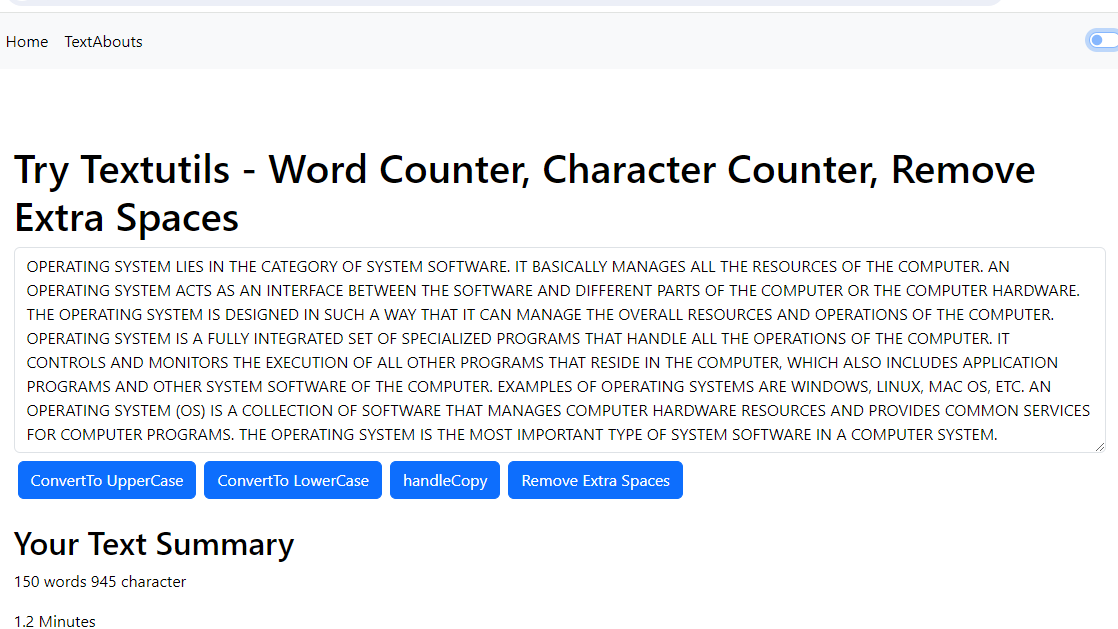 Home TextAbouts
Try Textutils - Word Counter, Character Counter, Remove
Extra Spaces
OPERATING SYSTEM LIES IN THE CATEGORY OF SYSTEM SOFTWARE. IT BASICALLY MANAGES ALL THE RESOURCES OF THE COMPUTER. AN
OPERATING SYSTEM ACTS AS AN INTERFACE BETWEEN THE SOFTWARE AND DIFFERENT PARTS OF THE COMPUTER OR THE COMPUTER HARDWARE.
THE OPERATING SYSTEM IS DESIGNED IN SUCH A WAY THAT IT CAN MANAGE THE OVERALL RESOURCES AND OPERATIONS OF THE COMPUTER.
OPERATING SYSTEM IS A FULLY INTEGRATED SET OF SPECIALIZED PROGRAMS THAT HANDLE ALL THE OPERATIONS OF THE COMPUTER. IT
CONTROLS AND MONITORS THE EXECUTION OF ALL OTHER PROGRAMS THAT RESIDE IN THE COMPUTER, WHICH ALSO INCLUDES APPLICATION
PROGRAMS AND OTHER SYSTEM SOFTWARE OF THE COMPUTER. EXAMPLES OF OPERATING SYSTEMS ARE WINDOWS, LINUX, MAC OS, ETC. AN
OPERATING SYSTEM (OS) IS A COLLECTION OF SOFTWARE THAT MANAGES COMPUTER HARDWARE RESOURCES AND PROVIDES COMMON SERVICES
FOR COMPUTER PROGRAMS. THE OPERATING SYSTEM IS THE MOST IMPORTANT TYPE OF SYSTEM SOFTWARE IN A COMPUTER SYSTEM.
ConvertTo UpperCase ConvertTo LowerCase handleCopy Remove Extra Spaces
Your Text Summary
150 words 945 character
1.2 Minutes